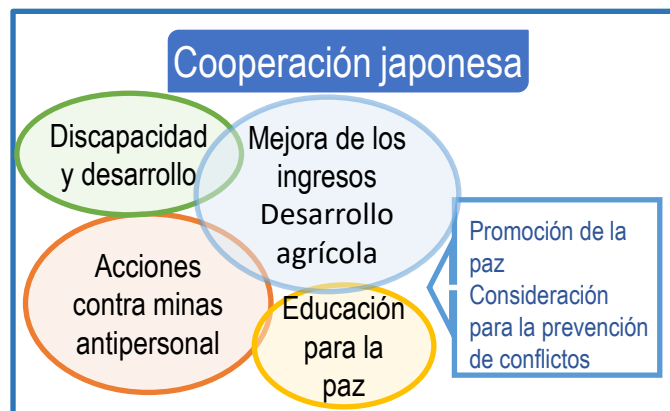 Cooperación japonesa
Discapacidad
y desarrollo
Mejora de los
ingresos
Desarrollo
agrícola
Acciones
contra minas
antipersonal
Educación
para la
paz
Promoción de la
paz
Consideración
para la prevención
de conflictos